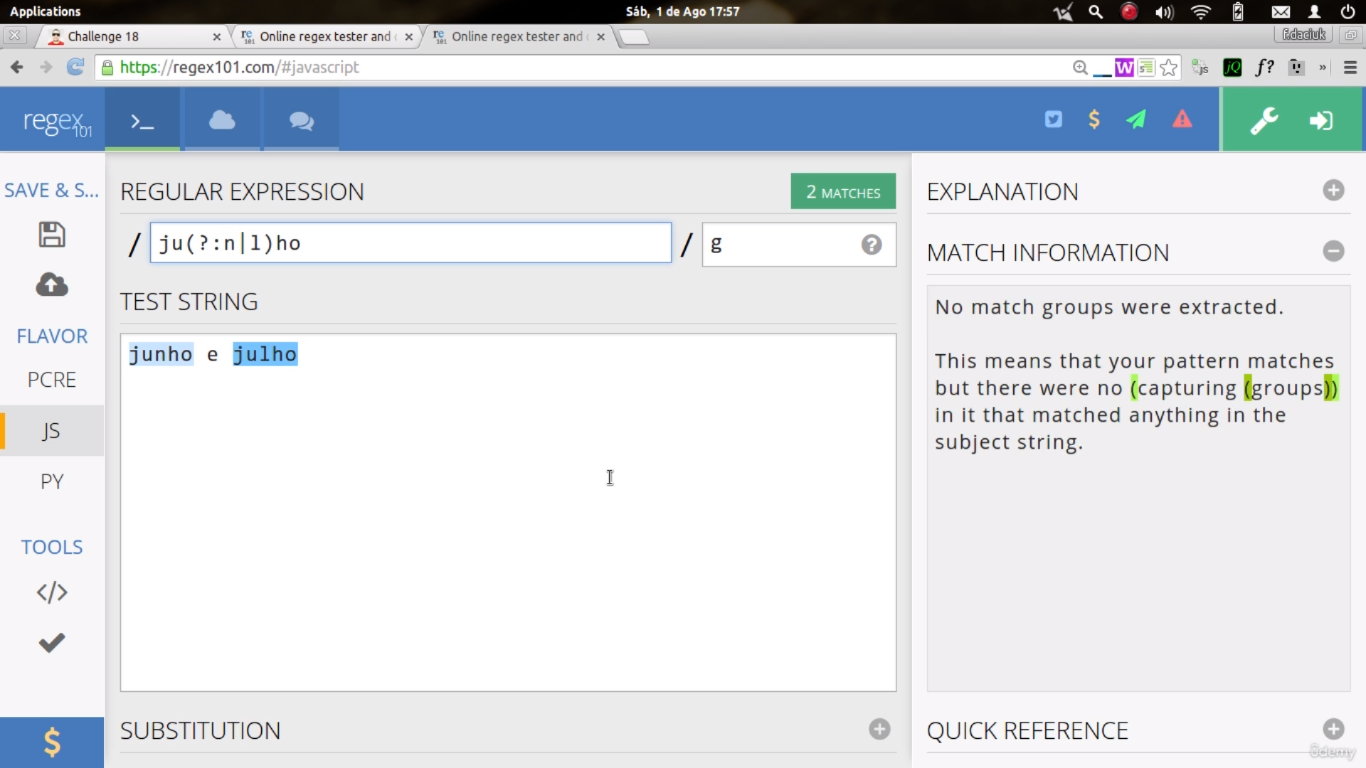 Applications
Sáb, 1 de Ago 17:57
Challenge 18
Online regex tester and
Online regex tester and
f.daciuk
https://regex101.com/#javascript
regex101
>_
$
SAVE & S...
REGULAR EXPRESSION
2 MATCHES
EXPLANATION
/ ju(?:n|l)ho / g
MATCH INFORMATION
TEST STRING
No match groups were extracted.
junho e julho
This means that your pattern matches
but there were no (capturing (groups))
in it that matched anything in the
subject string.
FLAVOR
PCRE
JS
PY
TOOLS
</>
$
SUBSTITUTION
QUICK REFERENCE
ûdemy